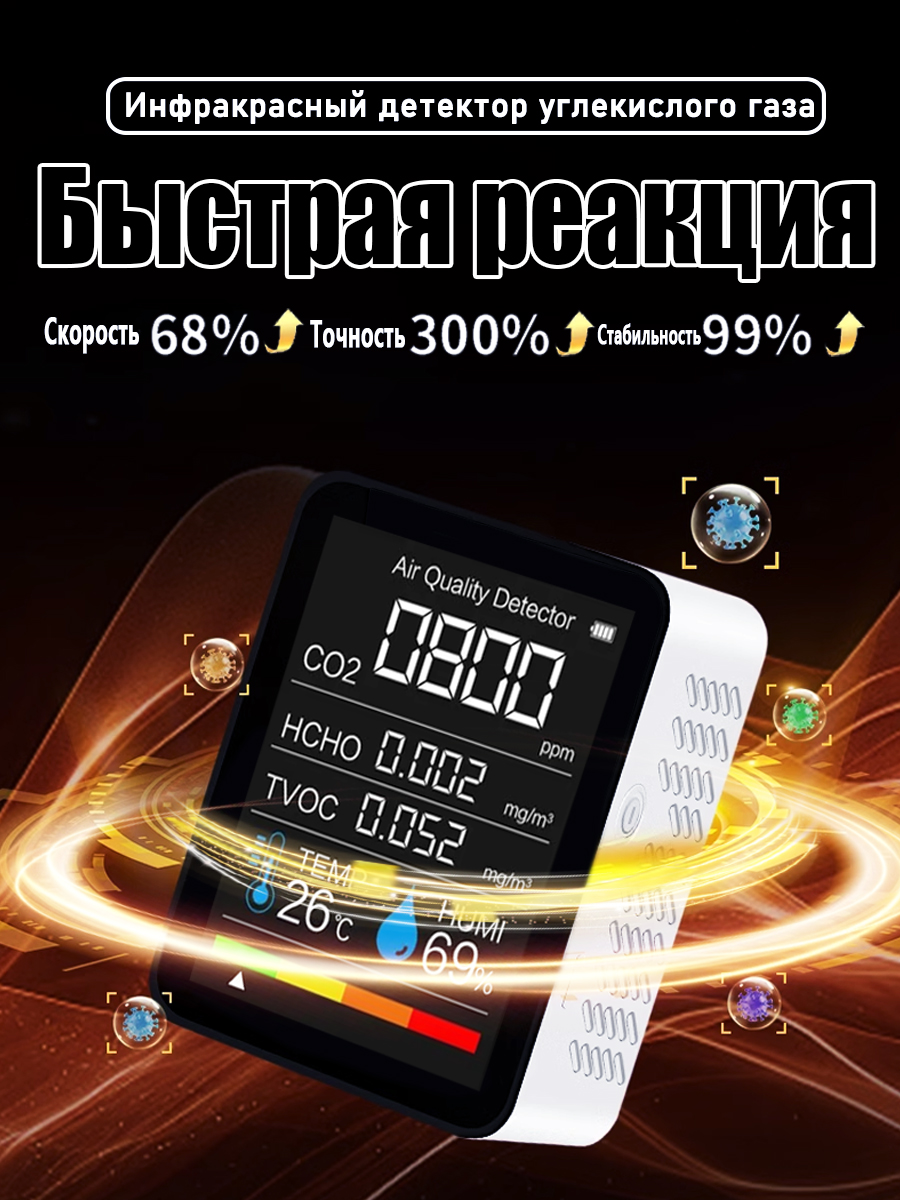 Инфракрасный детектор углекислого газа
Быстрая реакция
Скорость 68% Точность 300% Стабильность 99%
Air Quality Detector
CO2 0800 ppm
HCHO 0.002 mg/m³
TVOC 0.052 mg/m³
TEMP HUMI
26℃ 69%